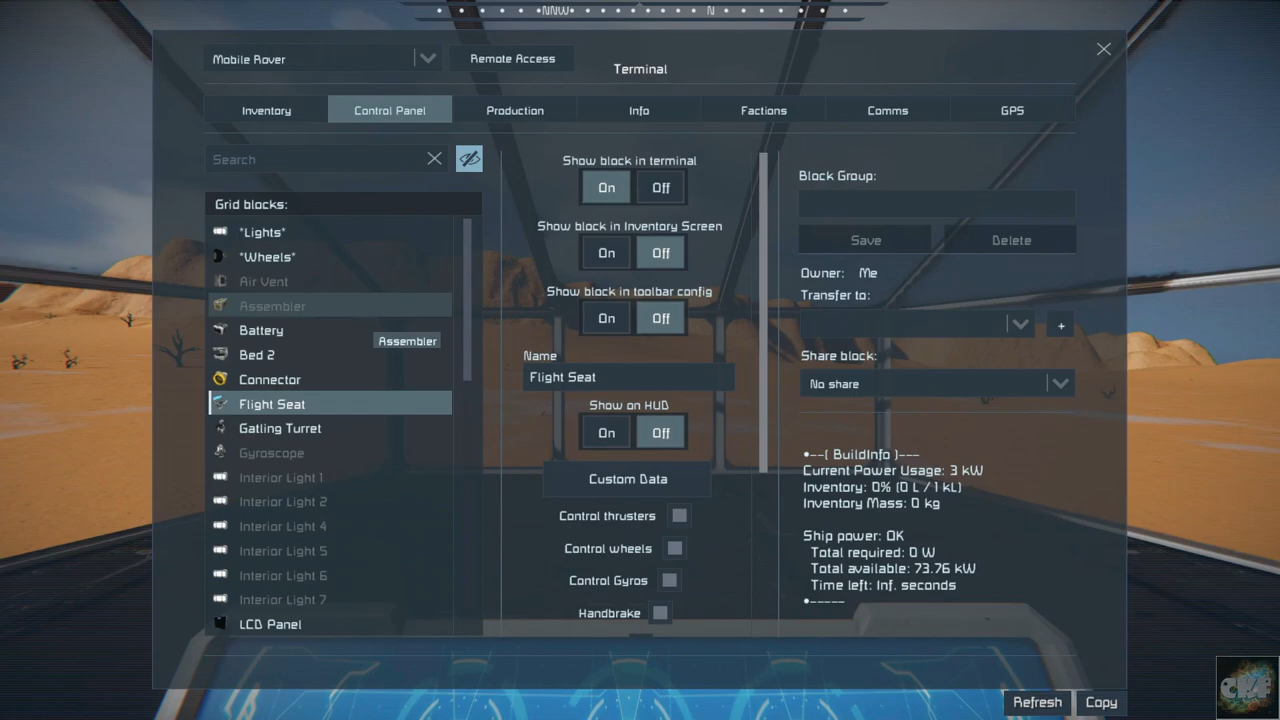 NNW
N
Mobile Rover
Remote Access
Terminal
Inventory
Control Panel
Production
Info
Factions
Comms
GPS
Search
Grid blocks:
*Lights*
*Wheels*
Air Vent
Assembler
Battery
Assembler
Bed 2
Connector
Flight Seat
Gatling Turret
Gyroscope
Interior Light 1
Interior Light 2
Interior Light 4
Interior Light 5
Interior Light 6
Interior Light 7
LCD Panel
Show block in terminal
On Off
Show block in Inventory Screen
On Off
Show block in toolbar config
On Off
Name
Flight Seat
Show on HUD
On Off
Custom Data
Control thrusters
Control wheels
Control Gyros
Handbrake
Block Group:
Save
Delete
Owner: Me
Transfer to:
+
Share block:
No share
•--( BuildInfo )---
Current Power Usage: 3 kW
Inventory: 0% (0 L / 1 kL)
Inventory Mass: 0 kg
Ship power: OK
Total required: 0 W
Total available: 73.76 kW
Time left: Inf. seconds
•-----
Refresh
Copy